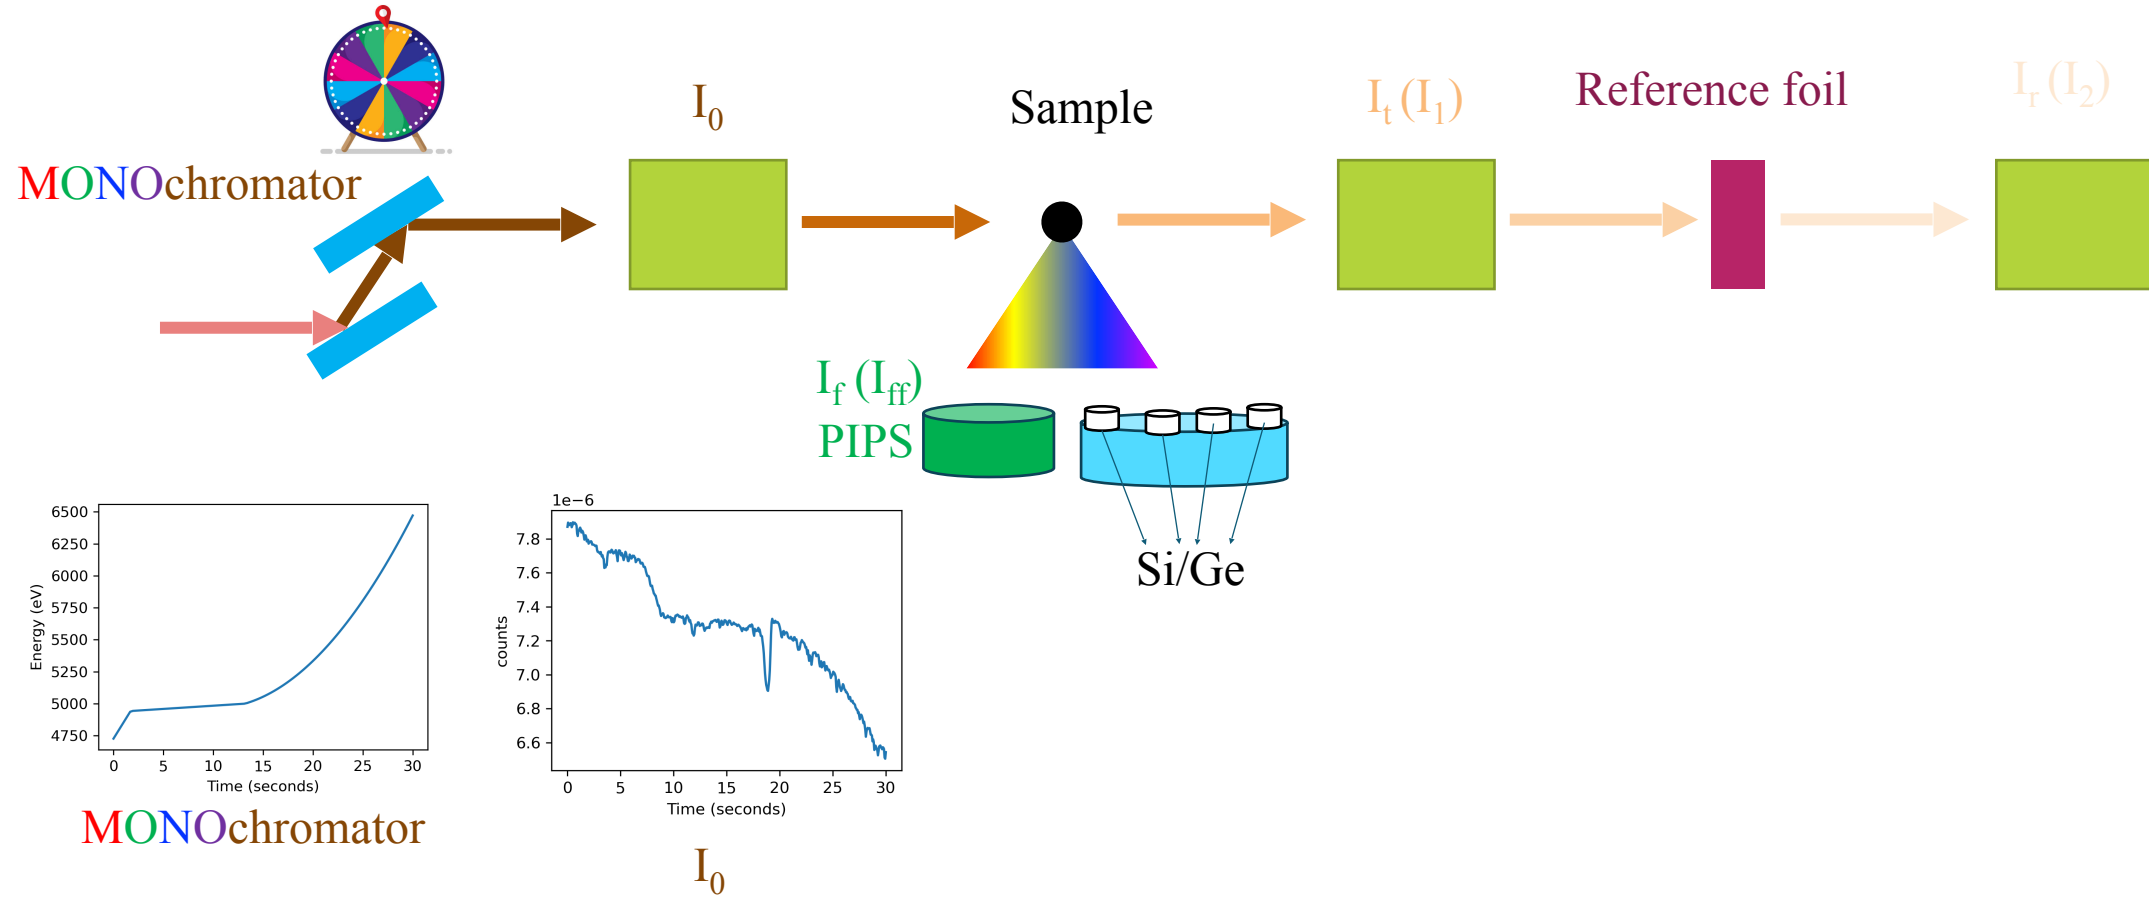 I0
Sample
It (I1)
Reference foil
Ir (I2)
MONOchromator
If (Iff)
PIPS
Si/Ge
6500
6250
6000
5750
5500
5250
5000
4750
Energy (eV)
0 5 10 15 20 25 30
Time (seconds)
MONOchromator
1e−6
7.8
7.6
7.4
7.2
7.0
6.8
6.6
counts
0 5 10 15 20 25 30
Time (seconds)
I0